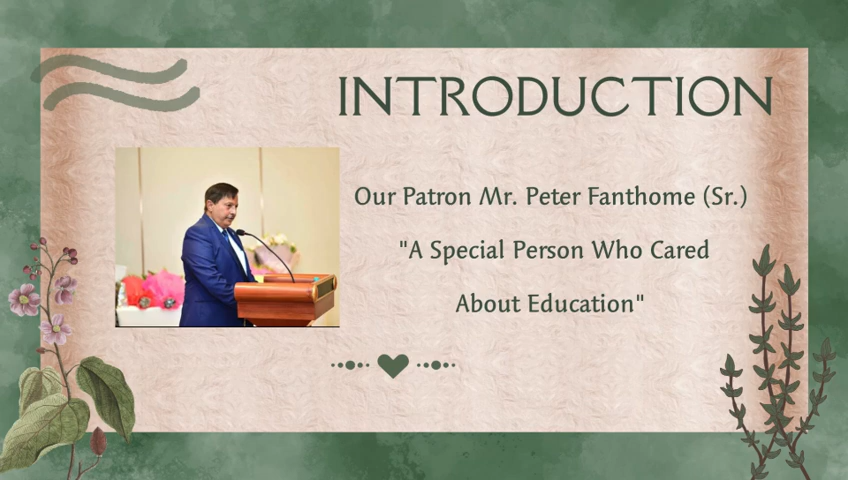 INTRODUCTION
Our Patron Mr. Peter Fanthome (Sr.)
"A Special Person Who Cared
About Education"